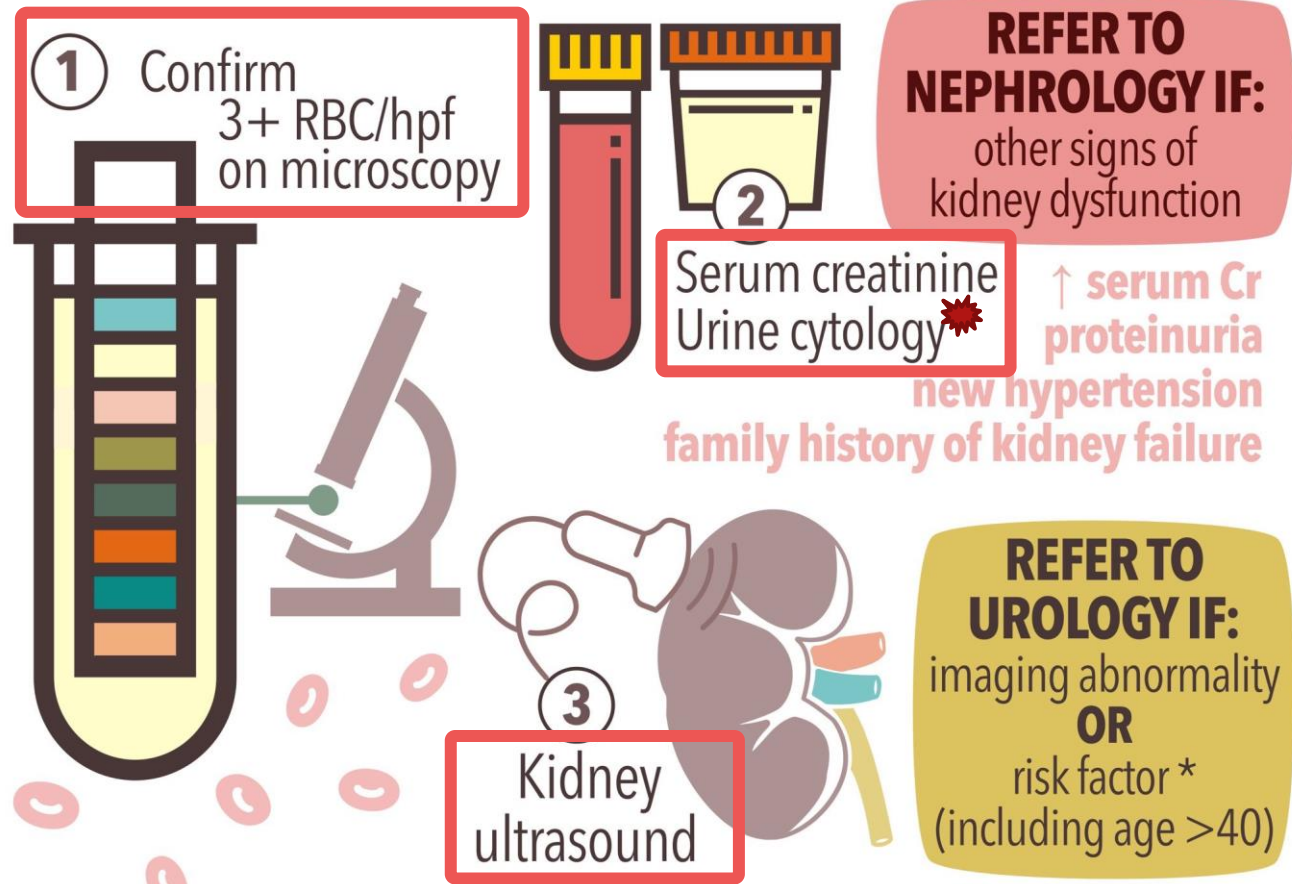 1 Confirm
3+ RBC/hpf
on microscopy
2
Serum creatinine
Urine cytology
REFER TO
NEPHROLOGY IF:
other signs of
kidney dysfunction
↑ serum Cr
proteinuria
new hypertension
family history of kidney failure
3
Kidney
ultrasound
REFER TO
UROLOGY IF:
imaging abnormality
OR
risk factor *
(including age >40)